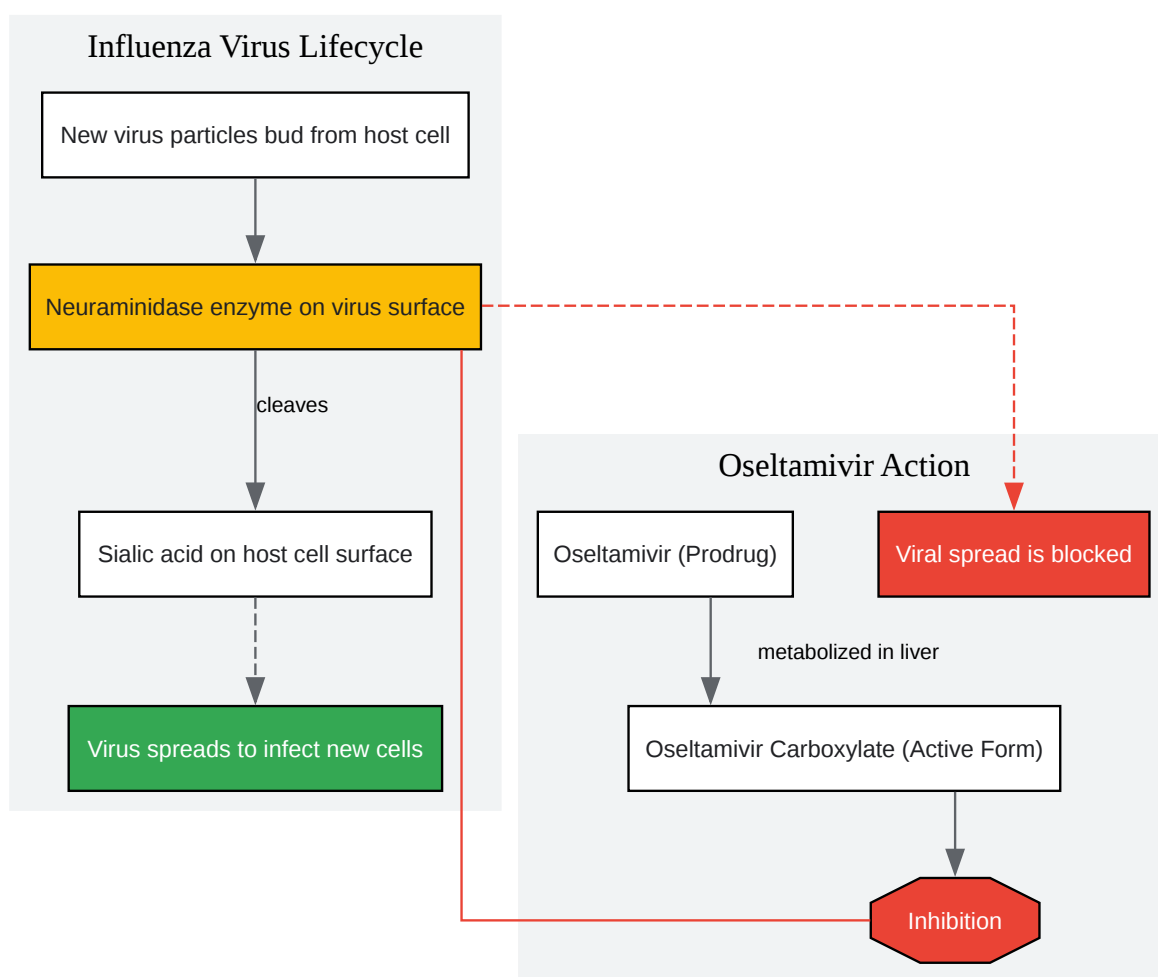 Influenza Virus Lifecycle
New virus particles bud from host cell
Neuraminidase enzyme on virus surface
cleaves
Sialic acid on host cell surface
Virus spreads to infect new cells
Oseltamivir Action
Oseltamivir (Prodrug)
Viral spread is blocked
metabolized in liver
Oseltamivir Carboxylate (Active Form)
Inhibition